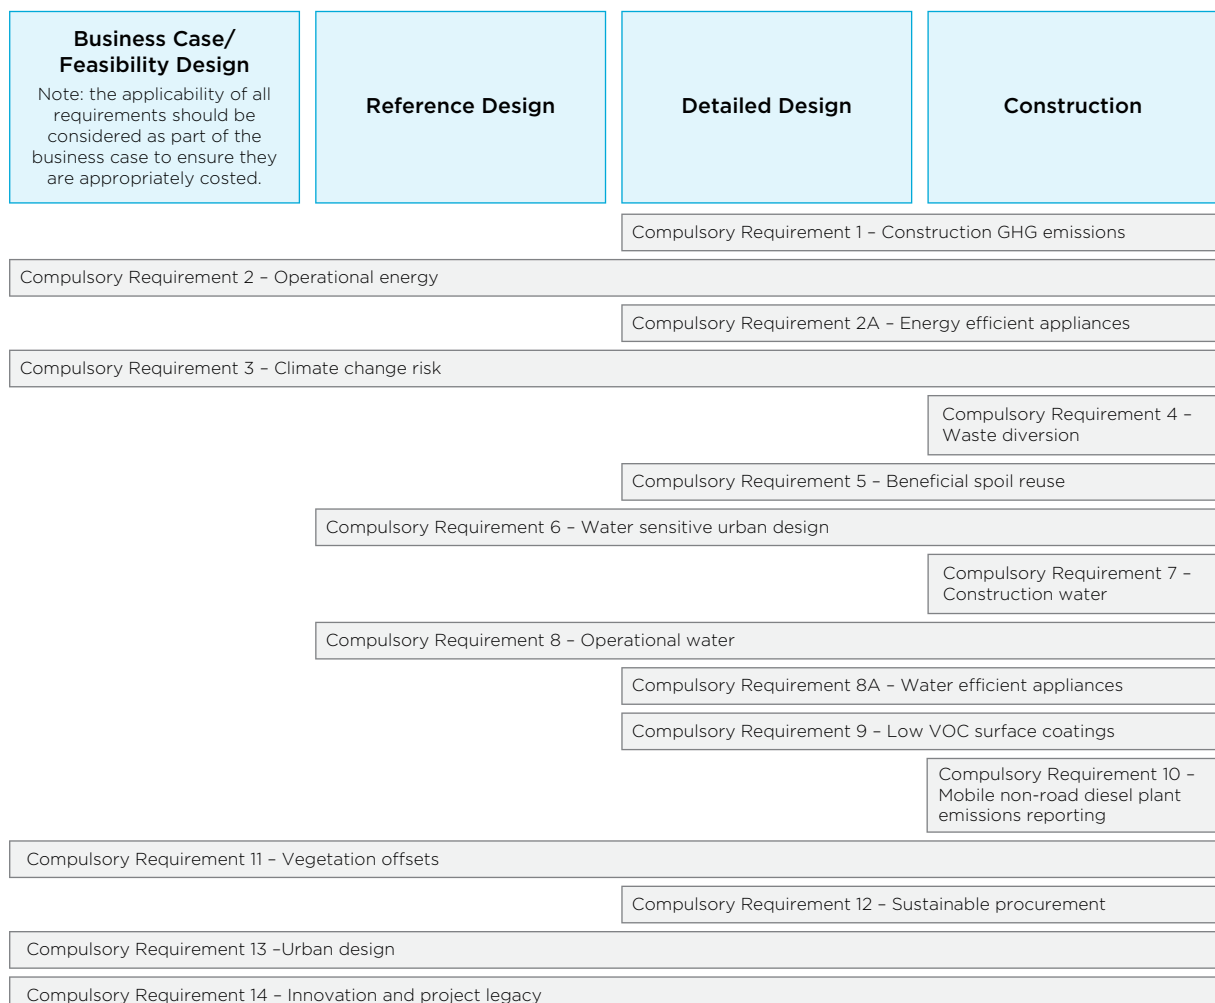 Business Case/
Feasibility Design
Note: the applicability of all
requirements should be
considered as part of the
business case to ensure they
are appropriately costed.
Reference Design
Detailed Design
Construction
Compulsory Requirement 1 – Construction GHG emissions
Compulsory Requirement 2 – Operational energy
Compulsory Requirement 2A – Energy efficient appliances
Compulsory Requirement 3 – Climate change risk
Compulsory Requirement 4 –
Waste diversion
Compulsory Requirement 5 – Beneficial spoil reuse
Compulsory Requirement 6 – Water sensitive urban design
Compulsory Requirement 7 –
Construction water
Compulsory Requirement 8 – Operational water
Compulsory Requirement 8A – Water efficient appliances
Compulsory Requirement 9 – Low VOC surface coatings
Compulsory Requirement 10 –
Mobile non-road diesel plant
emissions reporting
Compulsory Requirement 11 – Vegetation offsets
Compulsory Requirement 12 – Sustainable procurement
Compulsory Requirement 13 –Urban design
Compulsory Requirement 14 – Innovation and project legacy